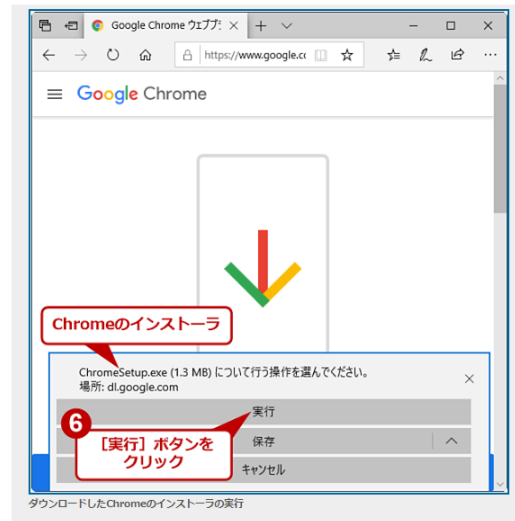 Google Chrome ウェブブ
https://www.google.cc
Google Chrome
Chromeのインストーラ
ChromeSetup.exe (1.3 MB) について行う操作を選んでください。
場所: dl.google.com
実行
6
[実行] ボタンを
クリック
保存
キャンセル
ダウンロードしたChromeのインストーラの実行